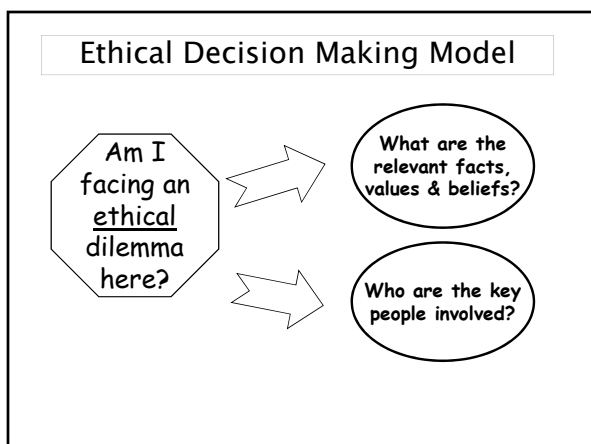 Ethical Decision Making Model
Am I
facing an
ethical
dilemma
here?
What are the
relevant facts,
values & beliefs?
Who are the key
people involved?